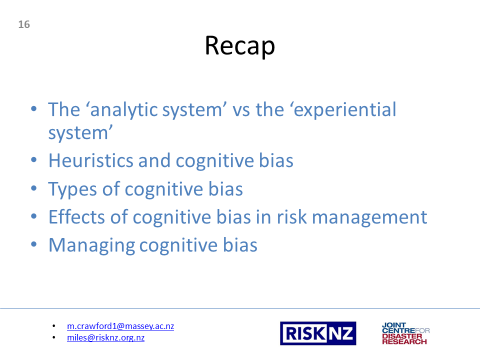 16
Recap
• The ‘analytic system’ vs the ‘experiential
system’
• Heuristics and cognitive bias
• Types of cognitive bias
• Effects of cognitive bias in risk management
• Managing cognitive bias
• m.crawford1@massey.ac.nz
• miles@risknz.org.nz
RISKNZ
JOINT
CENTREFOR
DISASTER
RESEARCH